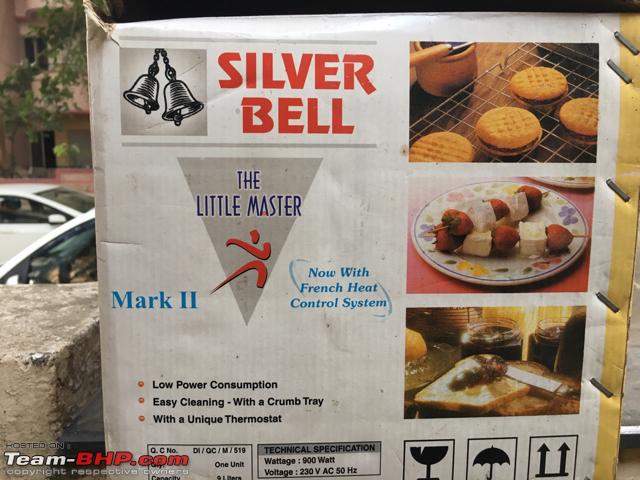 SILVER
BELL
THE
LITTLE MASTER
Mark II
Now With
French Heat
Control System
Low Power Consumption
Easy Cleaning - With a Crumb Tray
With a Unique Thermostat
Q. C No. DI / QC / M / 519
One Unit
Capacity 9 Liters
TECHNICAL SPECIFICATION
Wattage : 900 Watt
Voltage : 230 V AC 50 Hz
HOSTED ON :
Team-BHP.com
copyright respective owners